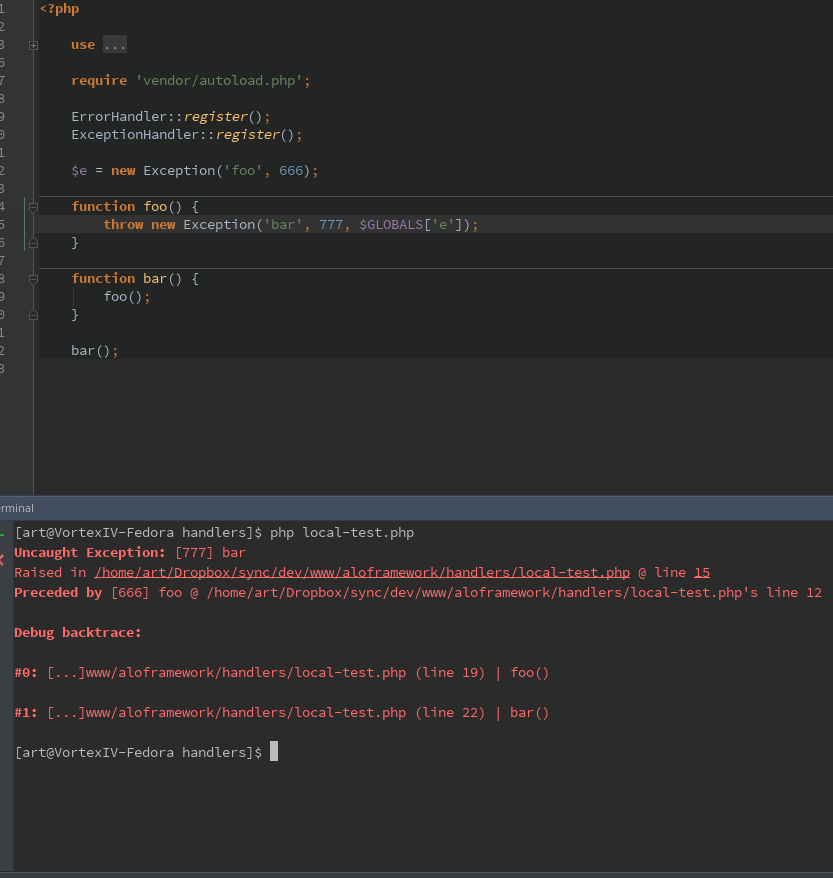 1 <?php
2
3 use ...
6
7 require 'vendor/autoload.php';
8
9 ErrorHandler::register();
0 ExceptionHandler::register();
1
2 $e = new Exception('foo', 666);
3
4 function foo() {
5 throw new Exception('bar', 777, $GLOBALS['e']);
6 }
7
8 function bar() {
9 foo();
0 }
1
2 bar();
3
erminal
[art@VortexIV-Fedora handlers]$ php local-test.php
Uncaught Exception: [777] bar
Raised in /home/art/Dropbox/sync/dev/www/aloframework/handlers/local-test.php @ line 15
Preceded by [666] foo @ /home/art/Dropbox/sync/dev/www/aloframework/handlers/local-test.php's line 12
Debug backtrace:
#0: [...]www/aloframework/handlers/local-test.php (line 19) | foo()
#1: [...]www/aloframework/handlers/local-test.php (line 22) | bar()
[art@VortexIV-Fedora handlers]$